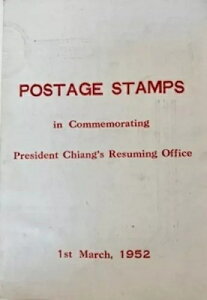 POSTAGE STAMPS
in Commemorating
President Chiang's Resuming Office
1st March, 1952